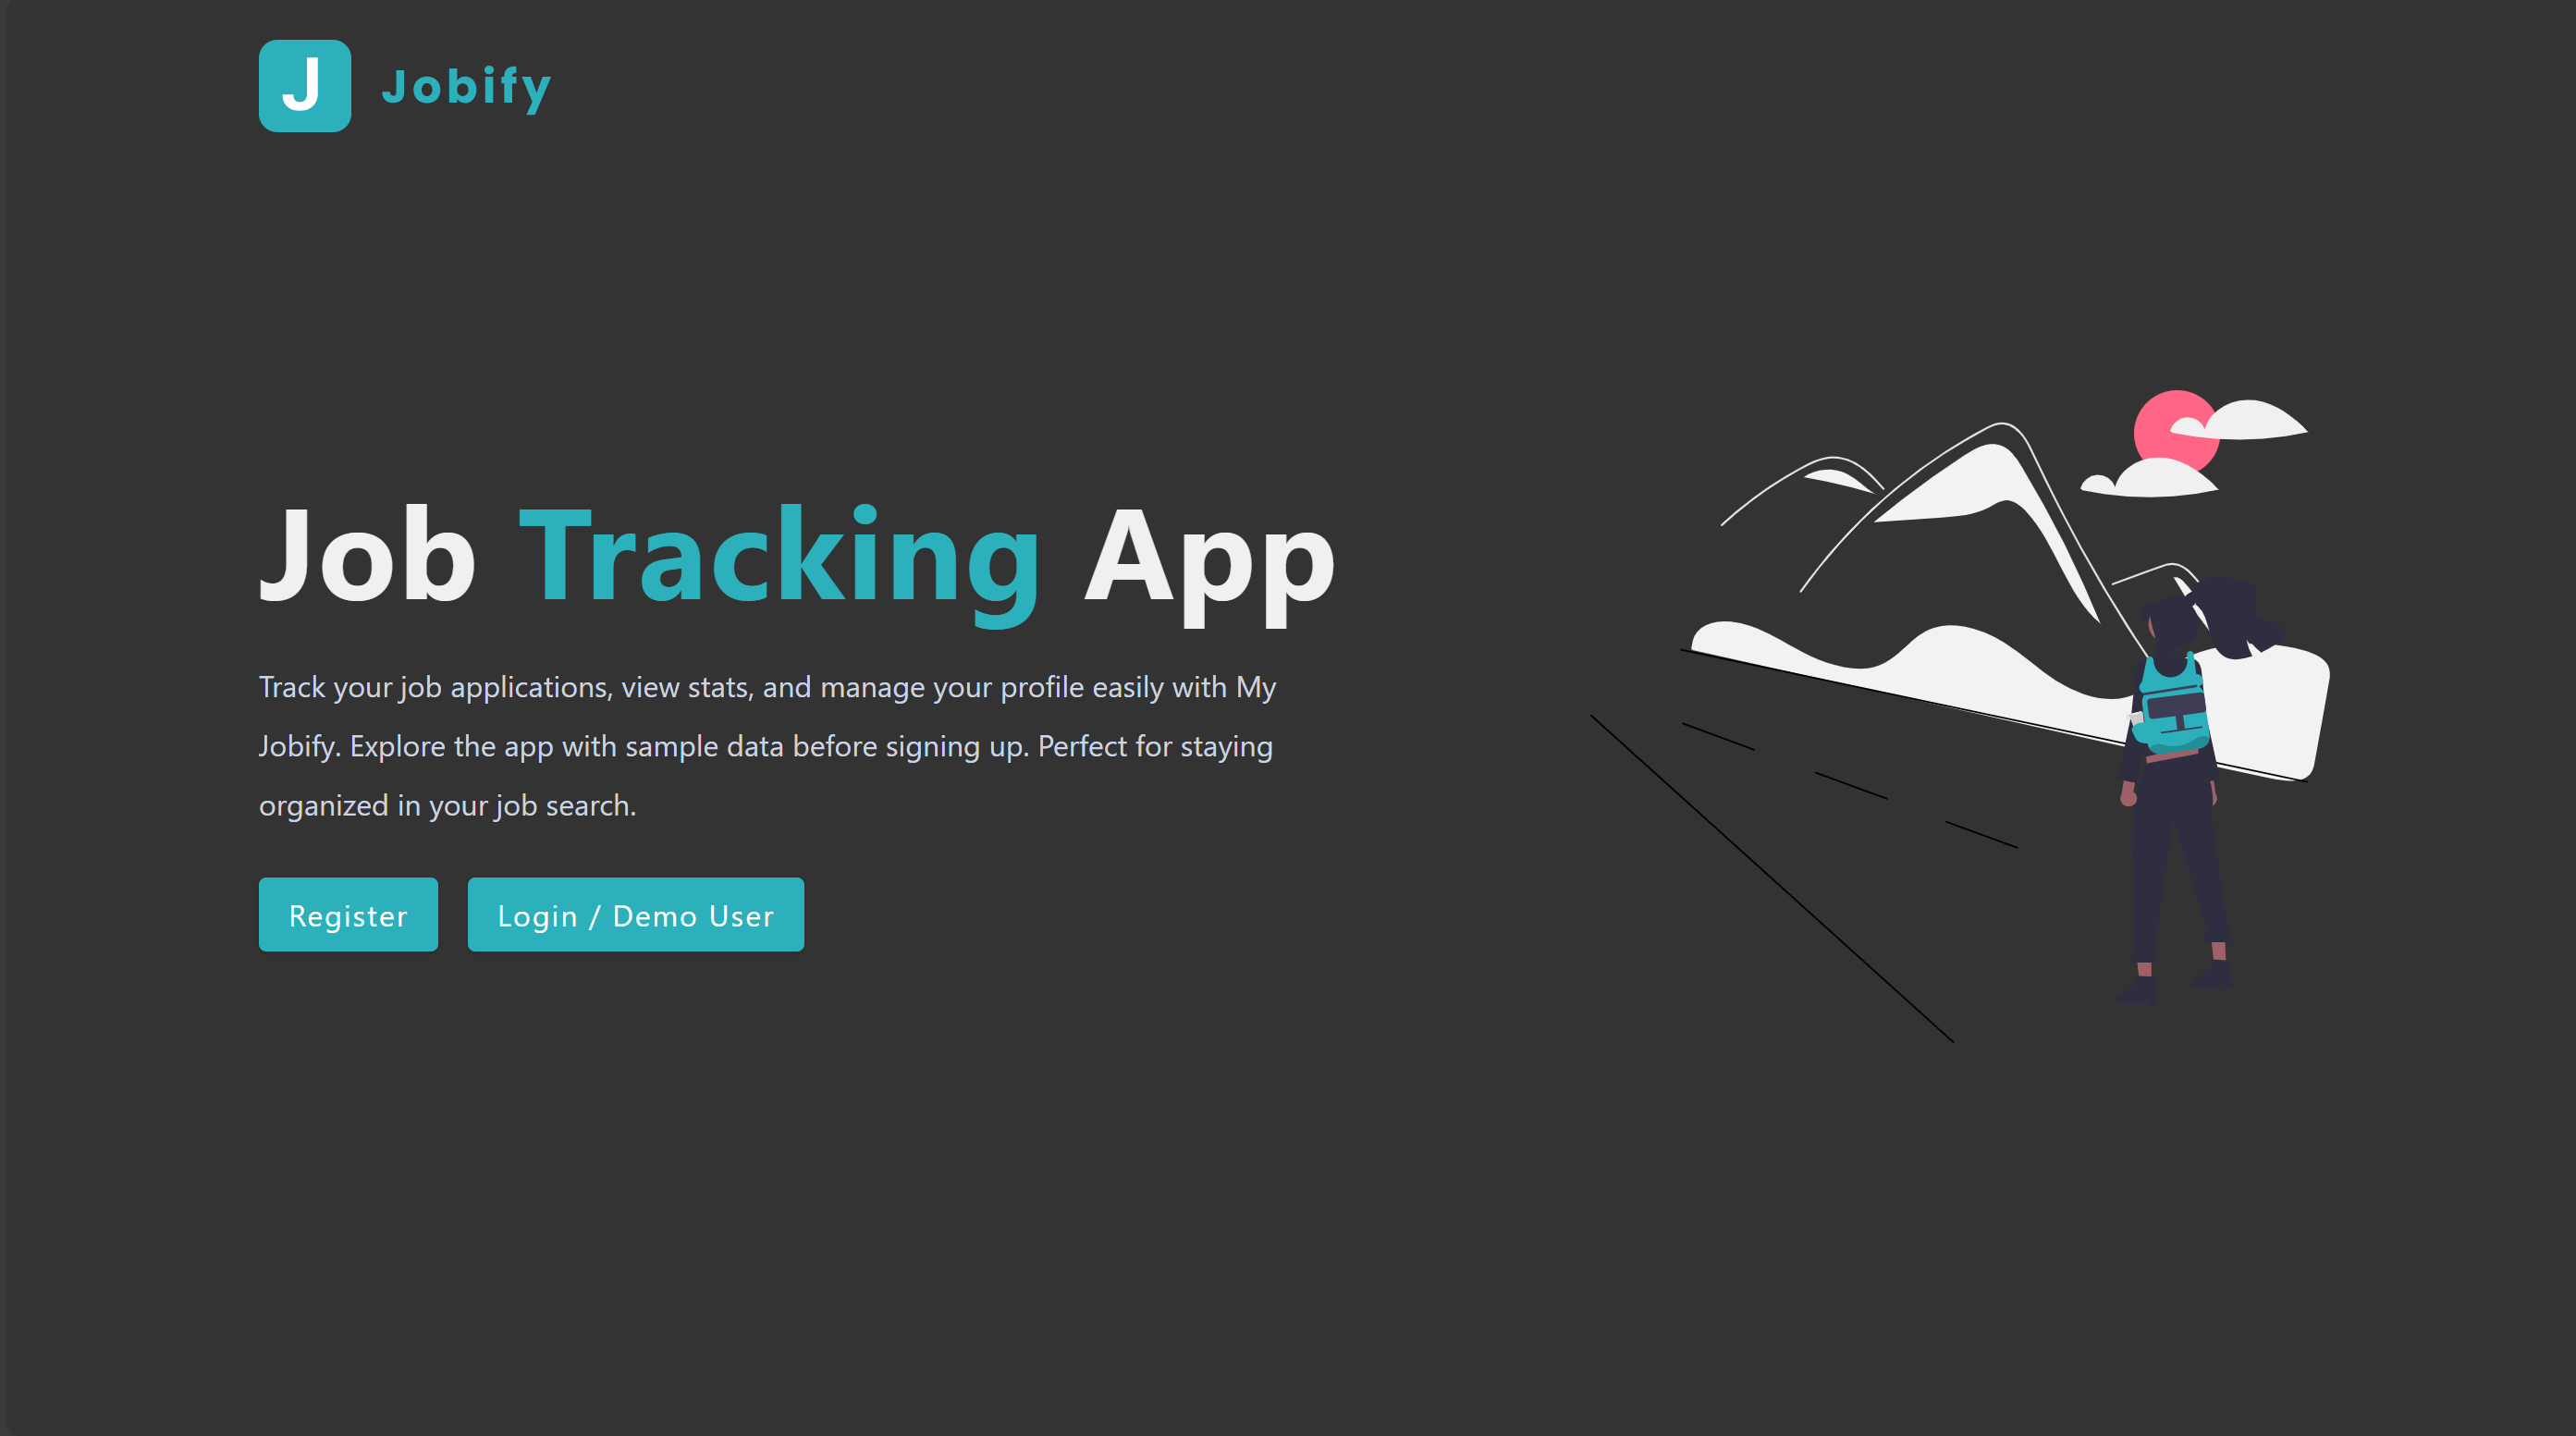 J
Jobify
Job Tracking App
Track your job applications, view stats, and manage your profile easily with My
Jobify. Explore the app with sample data before signing up. Perfect for staying
organized in your job search.
Register
Login / Demo User